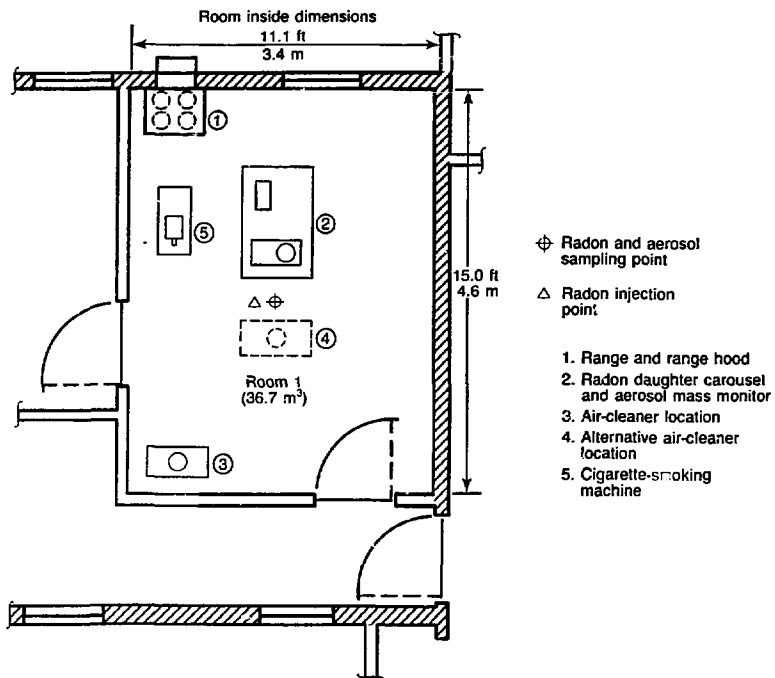 Room inside dimensions
11.1 ft
3.4 m
①
⑤
②
15.0 ft
4.6 m
④
Room 1
(36.7 m³)
③
Radon and aerosol
sampling point
Radon injection
point
1. Range and range hood
2. Radon daughter carousel
and aerosol mass monitor
3. Air-cleaner location
4. Alternative air-cleaner
location
5. Cigarette-smoking
machine